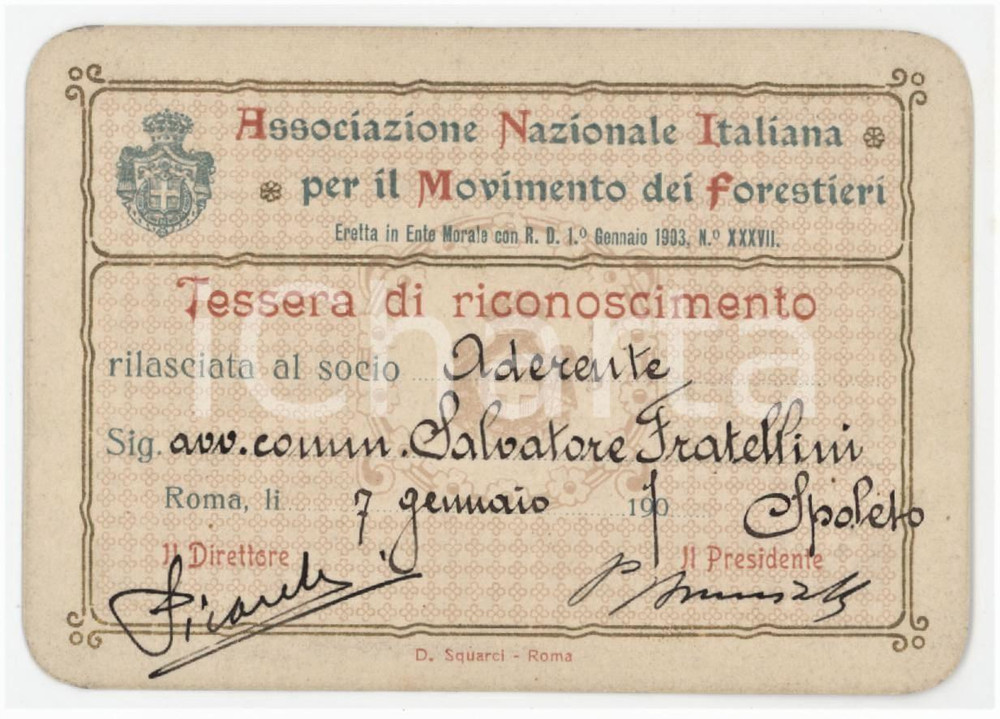 Associazione Nazionale Italiana
per il Movimento dei Forestieri
Eretta in Ente Morale con R. D. 1.º Gennaio 1903, N.º XXXVII.
Tessera di riconoscimento
iCharta
rilasciata al socio Aderente
Sig. avv. comm. Salvatore Fratellini
Roma, li 7 gennaio 190 Spoleto
Il Direttore Il Presidente
D. Squarci - Roma